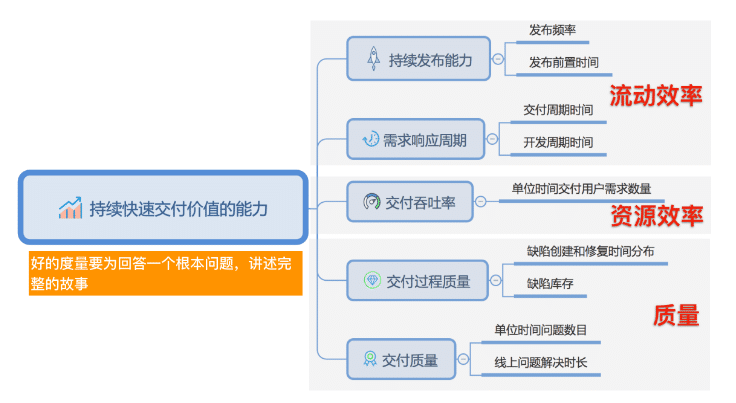 发布频率
持续发布能力
发布前置时间
流动效率
交付周期时间
需求响应周期
开发周期时间
持续快速交付价值的能力
交付吞吐率
单位时间交付用户需求数量
资源效率
好的度量要为回答一个根本问题，讲述完
整的故事
缺陷创建和修复时间分布
交付过程质量
缺陷库存
质量
单位时间问题数目
交付质量
线上问题解决时长